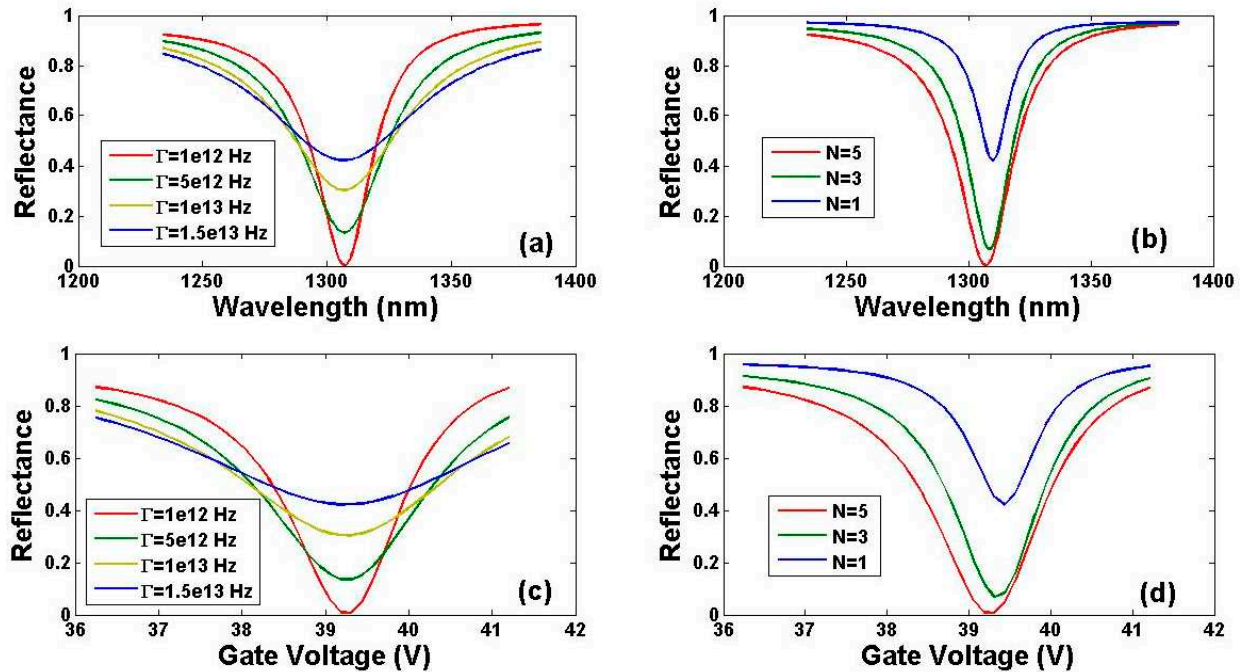 1
0.8
0.6
0.4
0.2
0
Reflectance
Γ=1e12 Hz
Γ=5e12 Hz
Γ=1e13 Hz
Γ=1.5e13 Hz
(a)
1200 1250 1300 1350 1400
Wavelength (nm)
1
0.8
0.6
0.4
0.2
0
Reflectance
N=5
N=3
N=1
(b)
1200 1250 1300 1350 1400
Wavelength (nm)
1
0.8
0.6
0.4
0.2
0
Reflectance
Γ=1e12 Hz
Γ=5e12 Hz
Γ=1e13 Hz
Γ=1.5e13 Hz
(c)
36 37 38 39 40 41 42
Gate Voltage (V)
1
0.8
0.6
0.4
0.2
0
Reflectance
N=5
N=3
N=1
(d)
36 37 38 39 40 41 42
Gate Voltage (V)